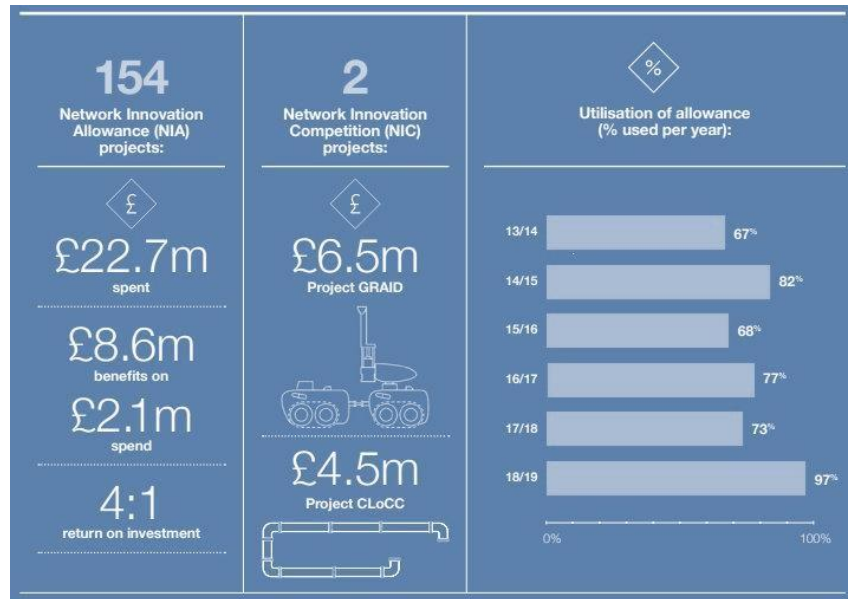 154
Network Innovation
Allowance (NIA)
projects:
£
£22.7m
spent
£8.6m
benefits on
£2.1m
spend
4:1
return on investment
2
Network Innovation
Competition (NIC)
projects:
£
£6.5m
Project GRAID
£4.5m
Project CLoCC
%
Utilisation of allowance
(% used per year):
13/14 67%
14/15 82%
15/16 68%
16/17 77%
17/18 73%
18/19 97%
0% 100%